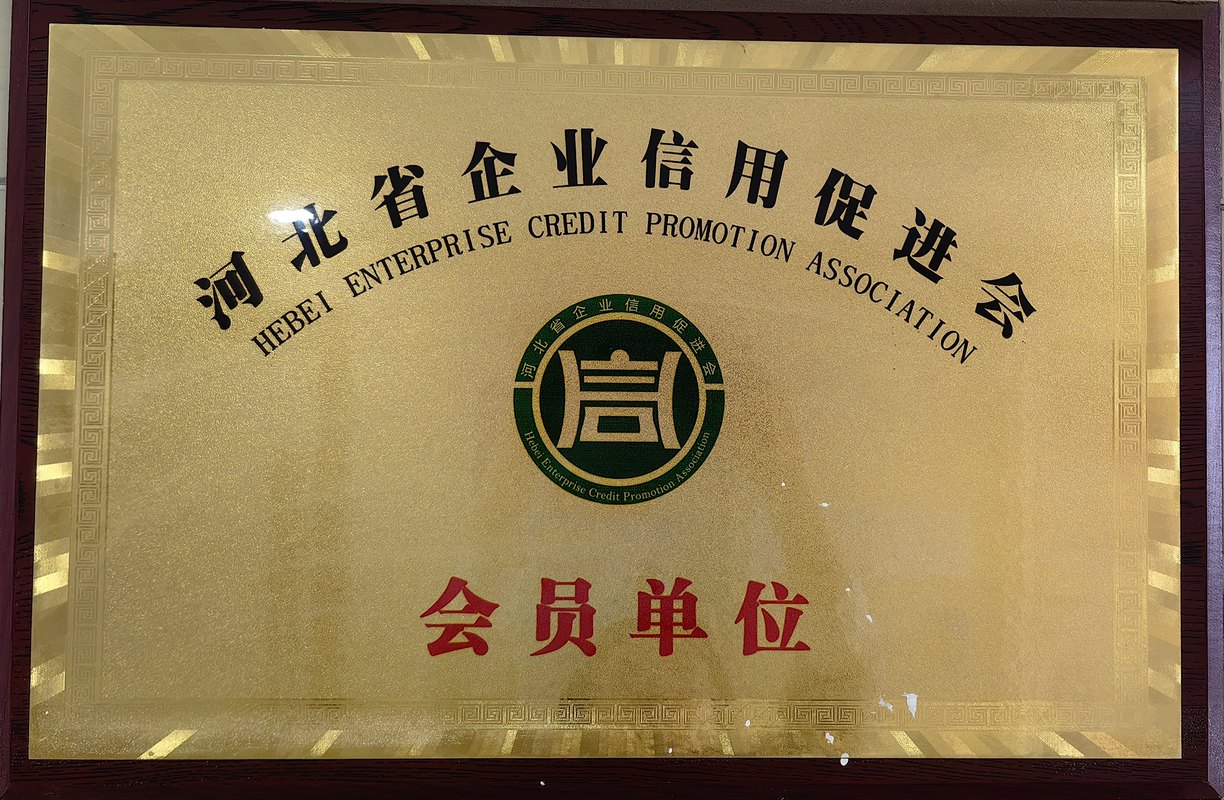 河北省企业信用促进会
HEBEI ENTERPRISE CREDIT PROMOTION ASSOCIATION
河北省企业信用促进会
信
Hebei Enterprise Credit Promotion Association
会员单位